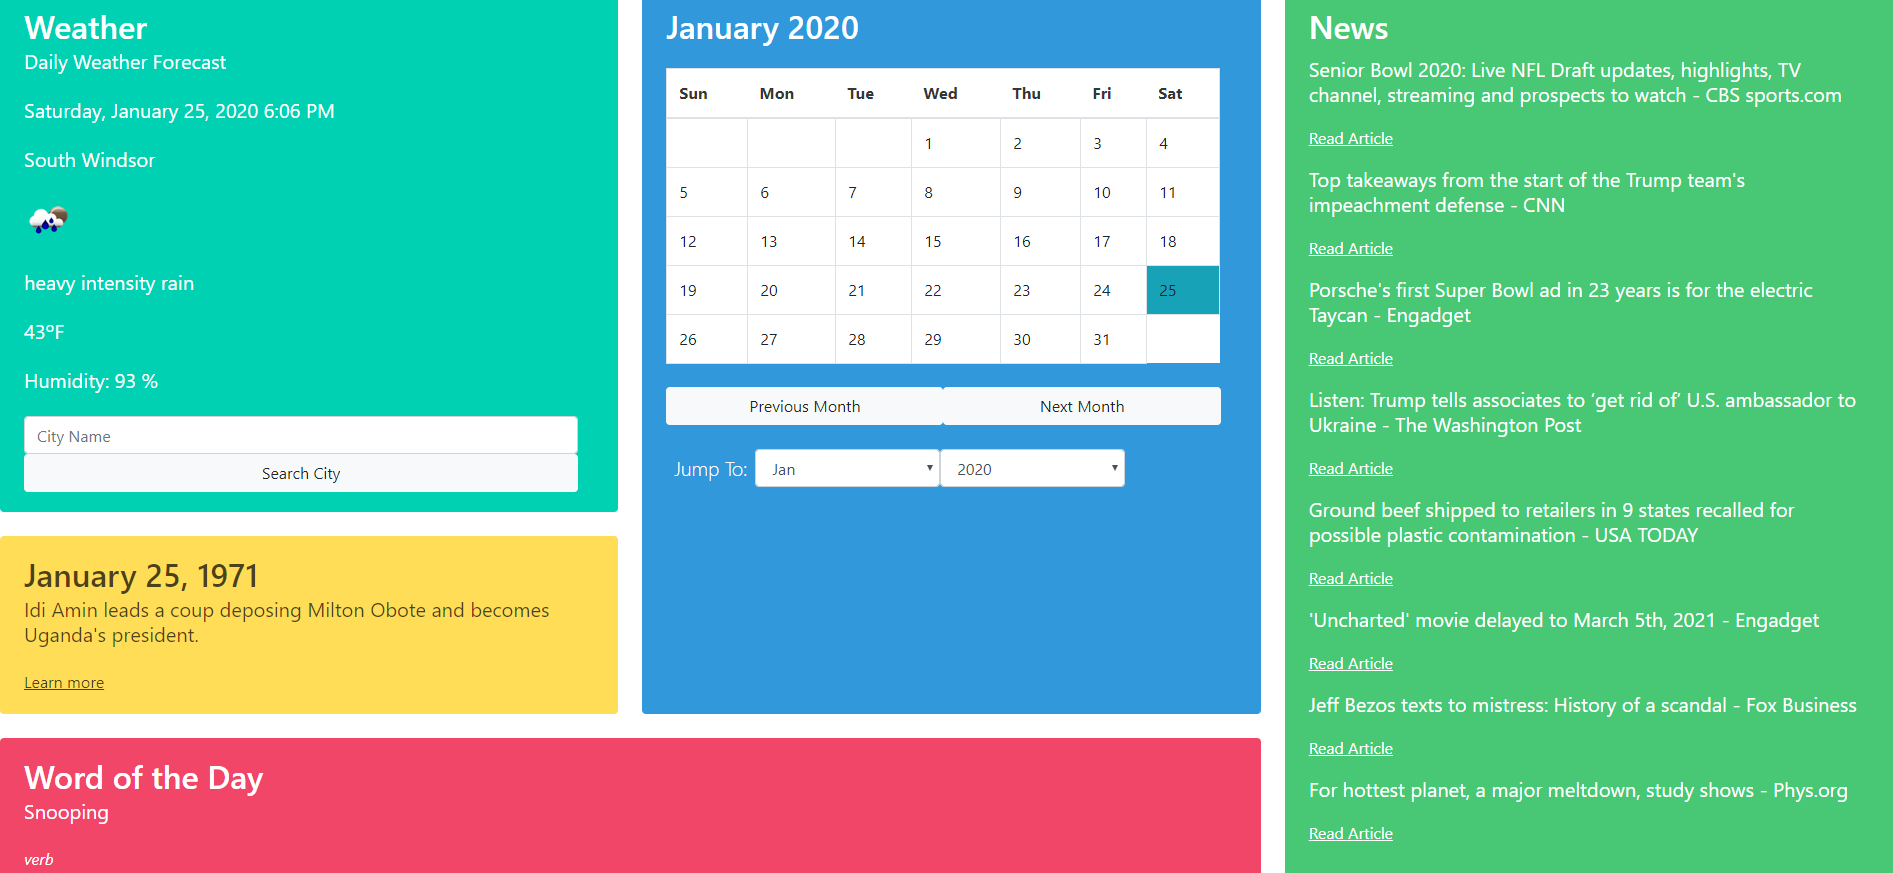 Weather
Daily Weather Forecast
Saturday, January 25, 2020 6:06 PM
South Windsor
heavy intensity rain
43ºF
Humidity: 93 %
City Name
Search City
January 25, 1971
Idi Amin leads a coup deposing Milton Obote and becomes
Uganda's president.
Learn more
January 2020
Sun Mon Tue Wed Thu Fri Sat
1 2 3 4
5 6 7 8 9 10 11
12 13 14 15 16 17 18
19 20 21 22 23 24 25
26 27 28 29 30 31
Previous Month Next Month
Jump To: Jan 2020
Word of the Day
Snooping
verb
News
Senior Bowl 2020: Live NFL Draft updates, highlights, TV
channel, streaming and prospects to watch - CBS sports.com
Read Article
Top takeaways from the start of the Trump team's
impeachment defense - CNN
Read Article
Porsche's first Super Bowl ad in 23 years is for the electric
Taycan - Engadget
Read Article
Listen: Trump tells associates to ‘get rid of’ U.S. ambassador to
Ukraine - The Washington Post
Read Article
Ground beef shipped to retailers in 9 states recalled for
possible plastic contamination - USA TODAY
Read Article
'Uncharted' movie delayed to March 5th, 2021 - Engadget
Read Article
Jeff Bezos texts to mistress: History of a scandal - Fox Business
Read Article
For hottest planet, a major meltdown, study shows - Phys.org
Read Article